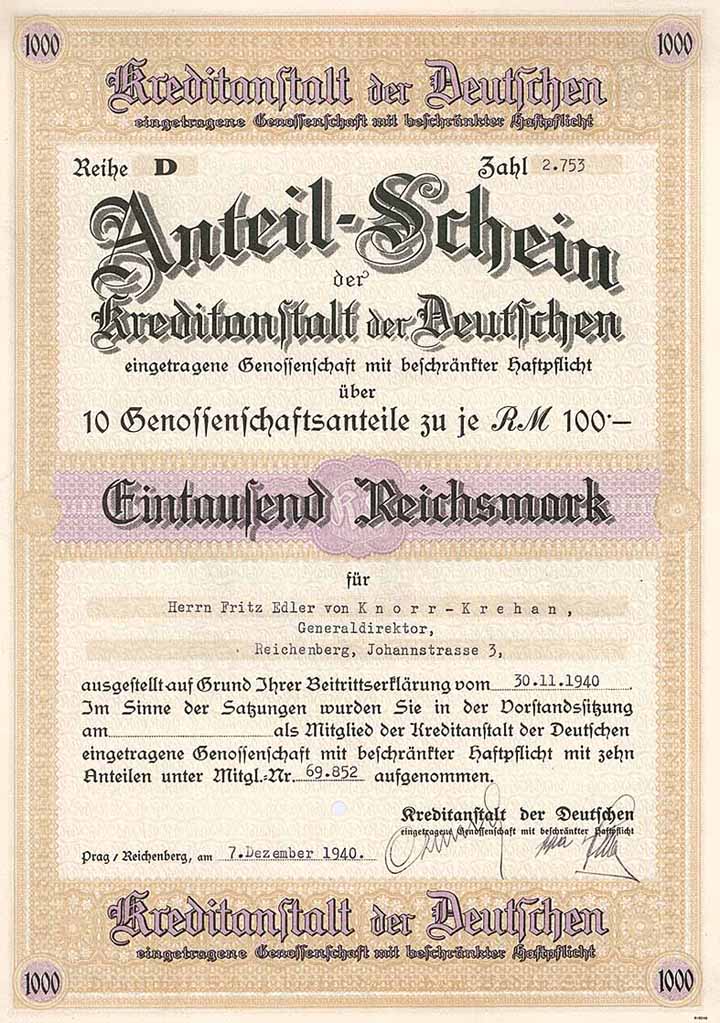 1000 1000
Kreditanstalt der Deutschen
eingetragene Genossenschaft mit beschränkter Haftpflicht
Reihe D Zahl 2.753
Anteil-Schein
der
Kreditanstalt der Deutschen
eingetragene Genossenschaft mit beschränkter Haftpflicht
über
10 Genossenschaftsanteile zu je RM 100·—
Eintausend Reichsmark
für
Herrn Fritz Edler von Knorr-Krehan,
Generaldirektor,
Reichenberg, Johannstrasse 3,
ausgestellt auf Grund Ihrer Beitrittserklärung vom 30.11.1940.
Im Sinne der Satzungen wurden Sie in der Vorstandssitzung
am als Mitglied der Kreditanstalt der Deutschen
eingetragene Genossenschaft mit beschränkter Haftpflicht mit zehn
Anteilen unter Mitgl.-Nr. 69.852 aufgenommen.
Kreditanstalt der Deutschen
eingetragene Genossenschaft mit beschränkter Haftpflicht
Prag / Reichenberg, am 7.Dezember 1940.
Kreditanstalt der Deutschen
eingetragene Genossenschaft mit beschränkter Haftpflicht
1000 1000